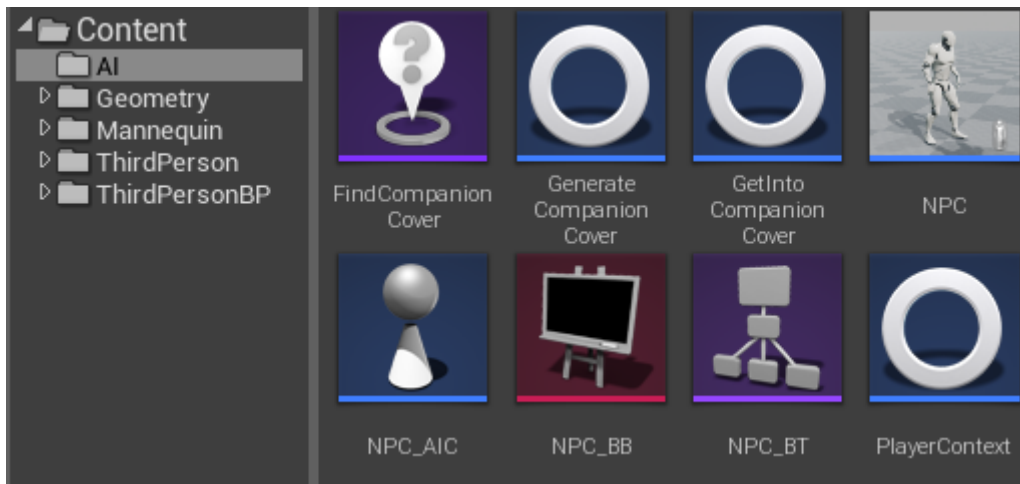 Content
AI
Geometry
Mannequin
ThirdPerson
ThirdPersonBP
FindCompanion
Cover
Generate
Companion
Cover
GetInto
Companion
Cover
NPC
NPC_AIC
NPC_BB
NPC_BT
PlayerContext